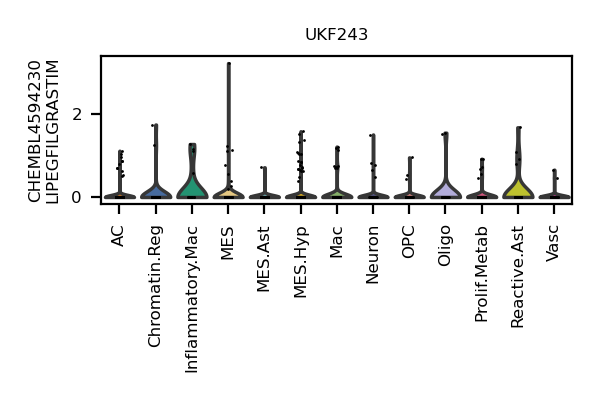 UKF243
CHEMBL4594230
LIPEGFILGRASTIM
2
0
AC
Chromatin.Reg
Inflammatory.Mac
MES
MES.Ast
MES.Hyp
Mac
Neuron
OPC
Oligo
Prolif.Metab
Reactive.Ast
Vasc